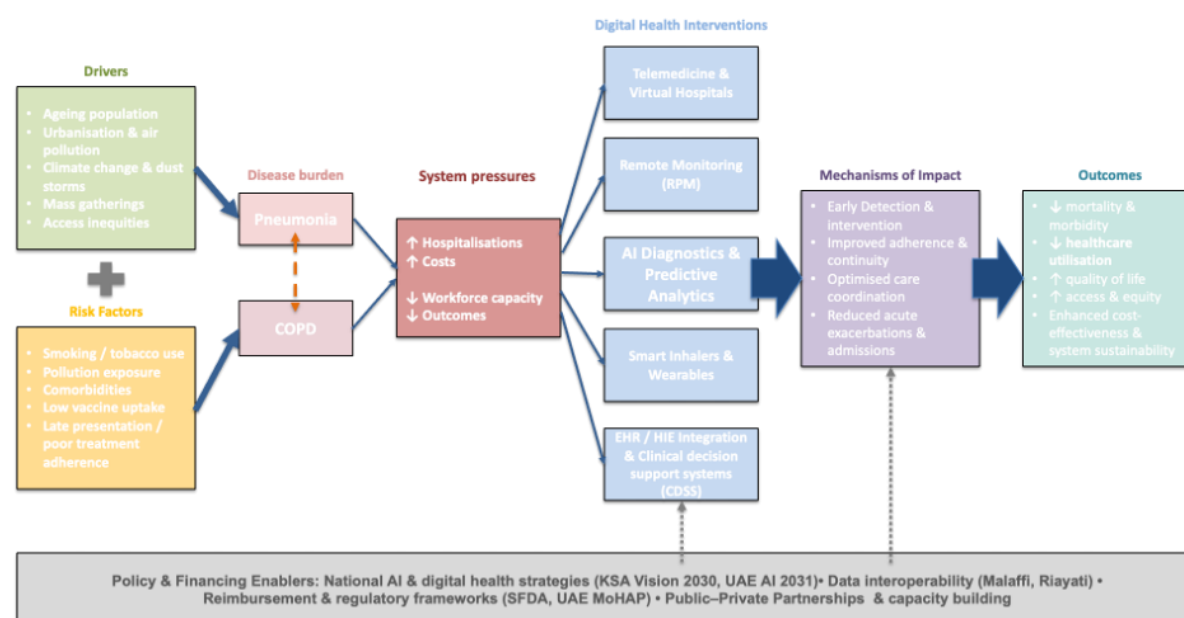 Drivers
• Ageing population
• Urbanisation & air
pollution
• Climate change & dust
storms
• Mass gatherings
• Access inequities
Risk Factors
• Smoking / tobacco use
• Pollution exposure
• Comorbidities
• Low vaccine uptake
• Late presentation /
poor treatment
adherence
Disease burden
Pneumonia
COPD
System pressures
↑ Hospitalisations
↑ Costs
↓ Workforce capacity
↓ Outcomes
Digital Health Interventions
Telemedicine &
Virtual Hospitals
Remote Monitoring
(RPM)
AI Diagnostics &
Predictive
Analytics
Smart Inhalers &
Wearables
EHR / HIE Integration
& Clinical decision
support systems
(CDSS)
Mechanisms of Impact
• Early Detection &
intervention
• Improved adherence &
continuity
• Optimised care
coordination
• Reduced acute
exacerbations &
admissions
Outcomes
• ↓ mortality &
morbidity
• ↓ healthcare
utilisation
• ↑ quality of life
• ↑ access & equity
• Enhanced cost-
effectiveness &
system sustainability
Policy & Financing Enablers: National AI & digital health strategies (KSA Vision 2030, UAE AI 2031)• Data interoperability (Malaffi, Riayati) •
Reimbursement & regulatory frameworks (SFDA, UAE MoHAP) • Public–Private Partnerships & capacity building